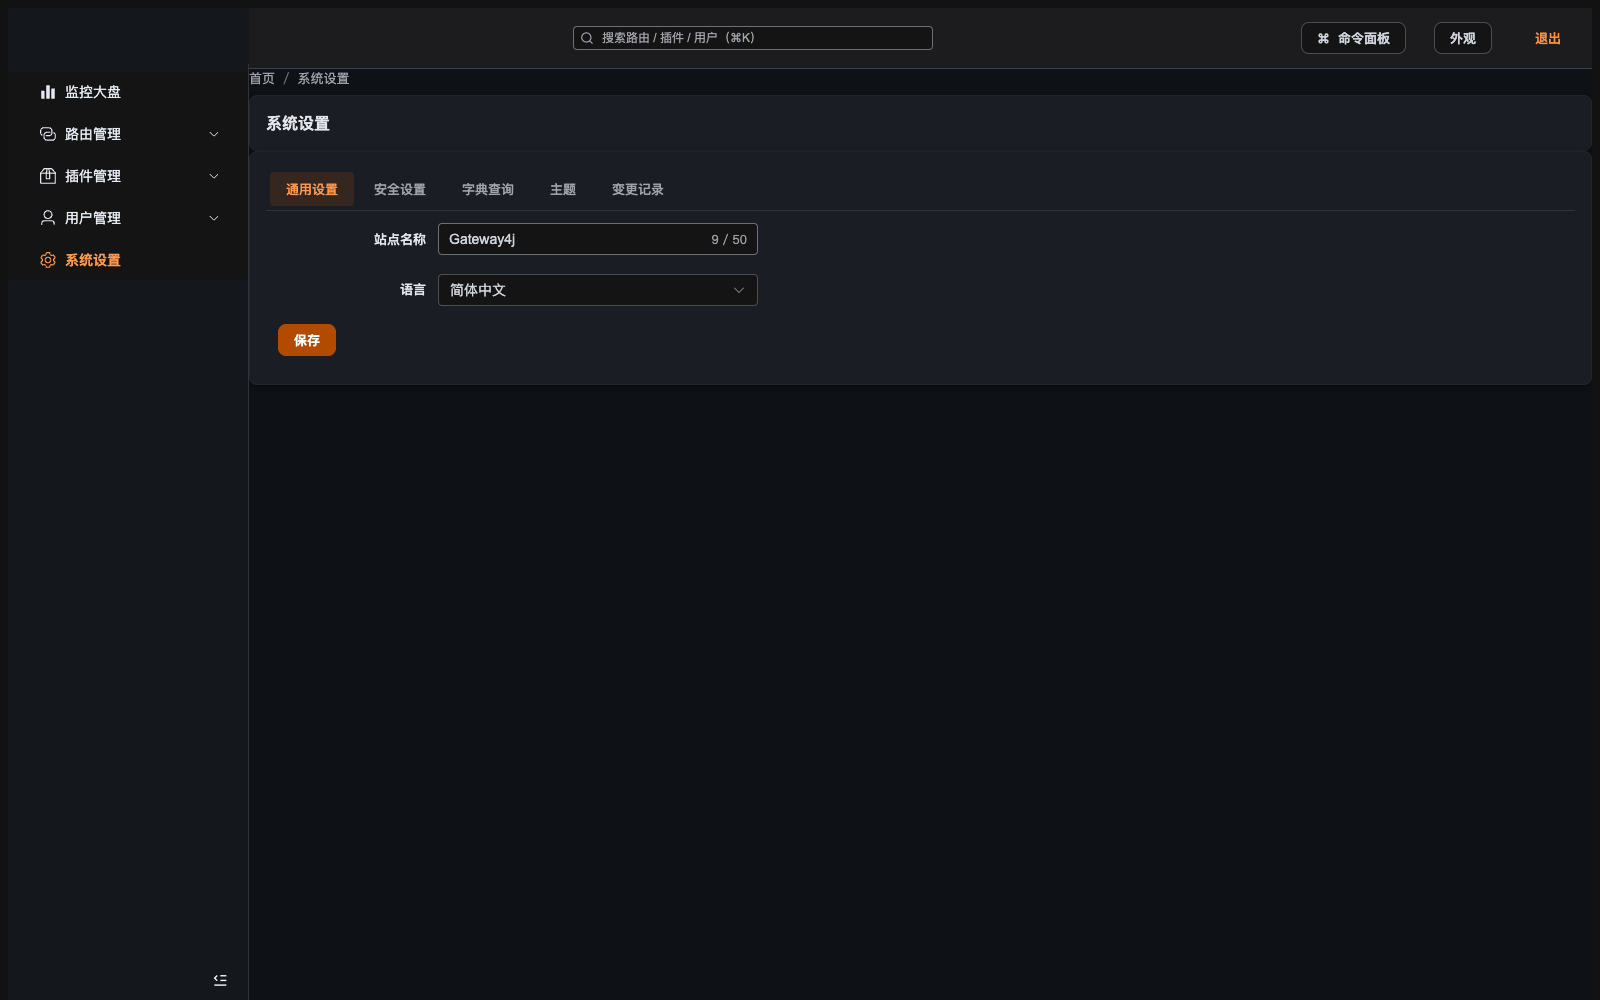 搜索路由 / 插件 / 用户（⌘K）
⌘ 命令面板
外观
退出
监控大盘
路由管理
插件管理
用户管理
系统设置
首页 / 系统设置
系统设置
通用设置 安全设置 字典查询 主题 变更记录
站点名称 Gateway4j 9 / 50
语言 简体中文
保存